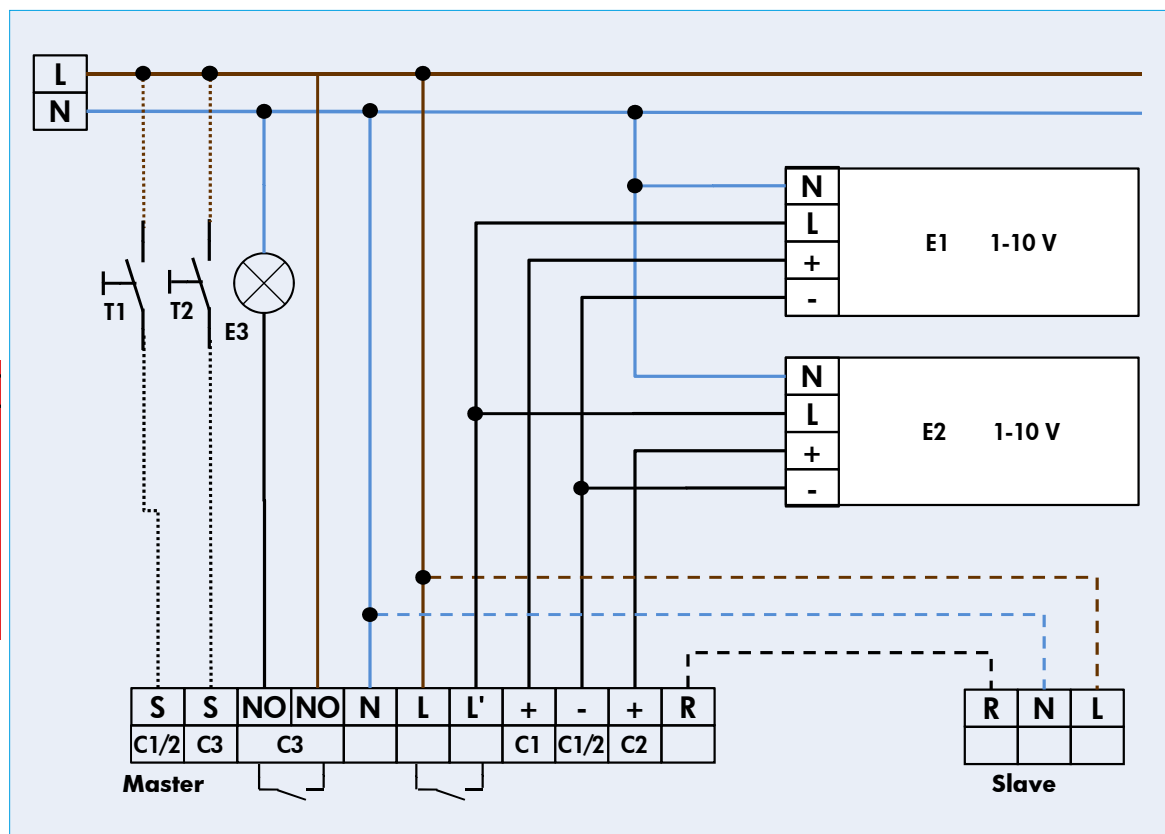 L
N
N
L
E1 1-10 V
+
-
T1
T2
E3
N
L
E2 1-10 V
+
-
S S NO NO N L L' + - + R
C1/2 C3 C3 C1 C1/2 C2
R N L
Master
Slave